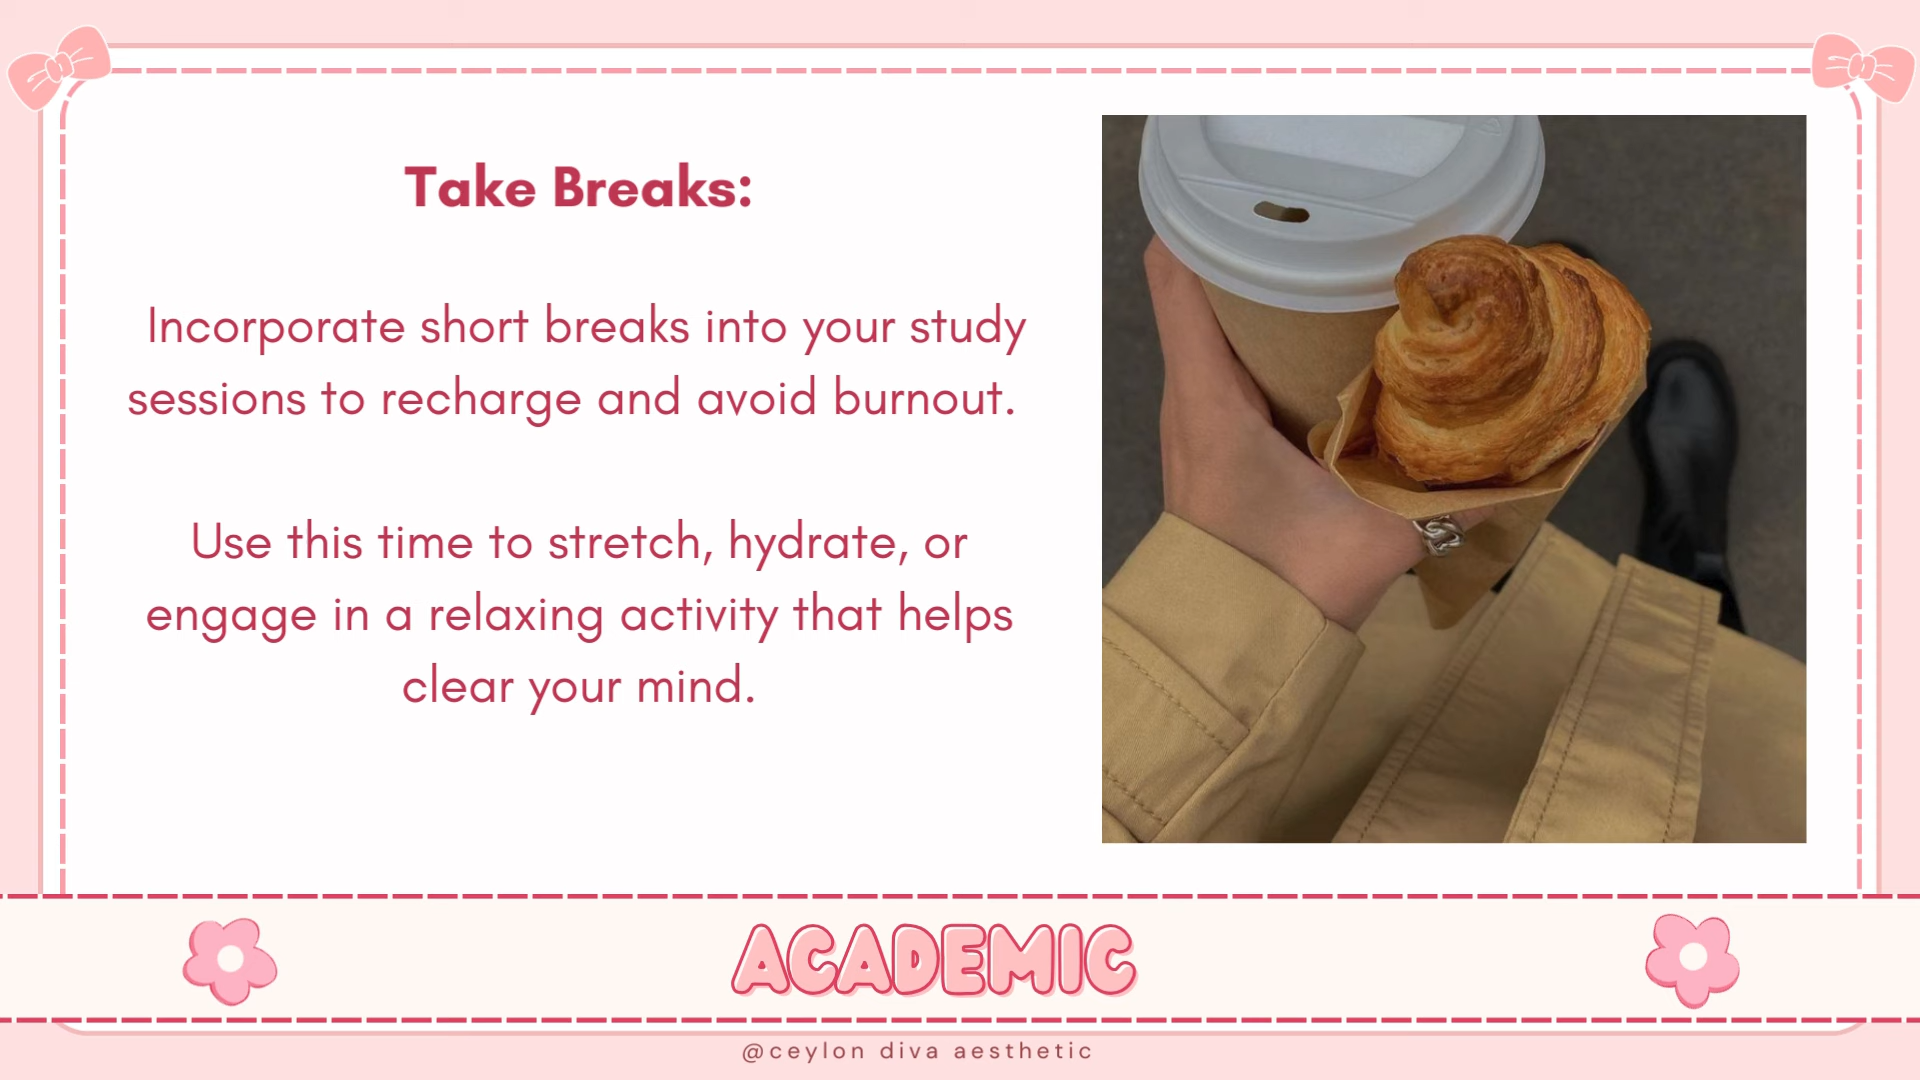 Take Breaks:
Incorporate short breaks into your study
sessions to recharge and avoid burnout.
Use this time to stretch, hydrate, or
engage in a relaxing activity that helps
clear your mind.
ACADEMIC
@ceylon diva aesthetic